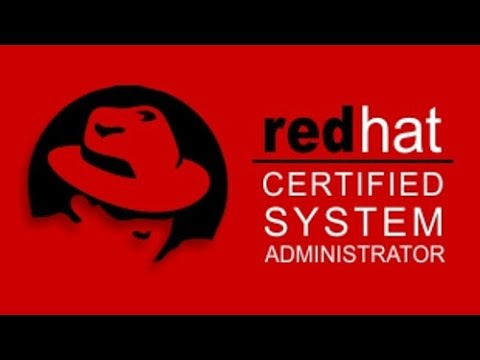 redhat
CERTIFIED
SYSTEM
ADMINISTRATOR